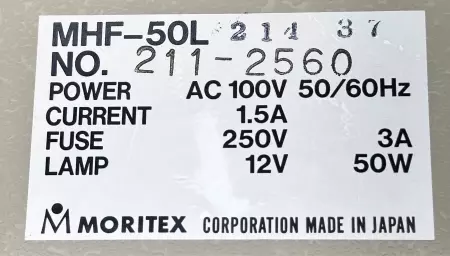 MHF-50L 214 37
NO. 211-2560
POWER AC 100V 50/60Hz
CURRENT 1.5A
FUSE 250V 3A
LAMP 12V 50W
MORITEX CORPORATION MADE IN JAPAN